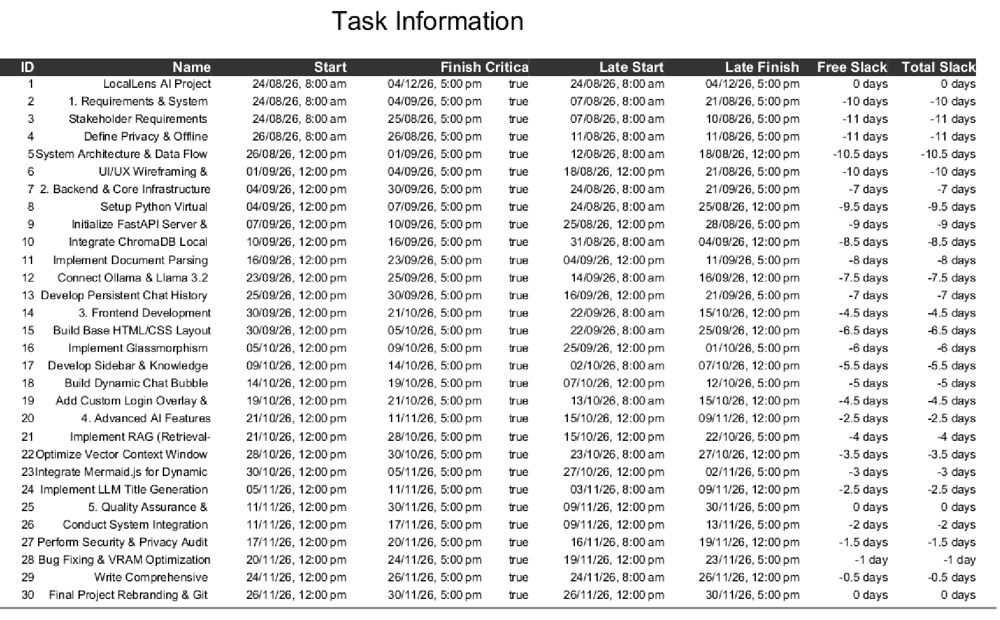 Task Information
ID Name Start Finish Critica Late Start Late Finish Free Slack Total Slack
1 LocalLens AI Project 24/08/26, 8:00 am 04/12/26, 5:00 pm true 24/08/26, 8:00 am 04/12/26, 5:00 pm 0 days 0 days
2 1. Requirements & System 24/08/26, 8:00 am 04/09/26, 5:00 pm true 07/08/26, 8:00 am 21/08/26, 5:00 pm -10 days -10 days
3 Stakeholder Requirements 24/08/26, 8:00 am 25/08/26, 5:00 pm true 07/08/26, 8:00 am 10/08/26, 5:00 pm -11 days -11 days
4 Define Privacy & Offline 26/08/26, 8:00 am 26/08/26, 5:00 pm true 11/08/26, 8:00 am 11/08/26, 5:00 pm -11 days -11 days
5 System Architecture & Data Flow 26/08/26, 12:00 pm 01/09/26, 5:00 pm true 12/08/26, 8:00 am 18/08/26, 12:00 pm -10.5 days -10.5 days
6 UI/UX Wireframing & 01/09/26, 12:00 pm 04/09/26, 5:00 pm true 18/08/26, 12:00 pm 21/08/26, 5:00 pm -10 days -10 days
7 2. Backend & Core Infrastructure 04/09/26, 12:00 pm 30/09/26, 5:00 pm true 24/08/26, 8:00 am 21/09/26, 5:00 pm -7 days -7 days
8 Setup Python Virtual 04/09/26, 12:00 pm 07/09/26, 5:00 pm true 24/08/26, 8:00 am 25/08/26, 12:00 pm -9.5 days -9.5 days
9 Initialize FastAPI Server & 07/09/26, 12:00 pm 10/09/26, 5:00 pm true 25/08/26, 12:00 pm 28/08/26, 5:00 pm -9 days -9 days
10 Integrate ChromaDB Local 10/09/26, 12:00 pm 16/09/26, 5:00 pm true 31/08/26, 8:00 am 04/09/26, 12:00 pm -8.5 days -8.5 days
11 Implement Document Parsing 16/09/26, 12:00 pm 23/09/26, 5:00 pm true 04/09/26, 12:00 pm 11/09/26, 5:00 pm -8 days -8 days
12 Connect Ollama & Llama 3.2 23/09/26, 12:00 pm 25/09/26, 5:00 pm true 14/09/26, 8:00 am 16/09/26, 12:00 pm -7.5 days -7.5 days
13 Develop Persistent Chat History 25/09/26, 12:00 pm 30/09/26, 5:00 pm true 16/09/26, 12:00 pm 21/09/26, 5:00 pm -7 days -7 days
14 3. Frontend Development 30/09/26, 12:00 pm 21/10/26, 5:00 pm true 22/09/26, 8:00 am 15/10/26, 12:00 pm -4.5 days -4.5 days
15 Build Base HTML/CSS Layout 30/09/26, 12:00 pm 05/10/26, 5:00 pm true 22/09/26, 8:00 am 25/09/26, 12:00 pm -6.5 days -6.5 days
16 Implement Glassmorphism 05/10/26, 12:00 pm 09/10/26, 5:00 pm true 25/09/26, 12:00 pm 01/10/26, 5:00 pm -6 days -6 days
17 Develop Sidebar & Knowledge 09/10/26, 12:00 pm 14/10/26, 5:00 pm true 02/10/26, 8:00 am 07/10/26, 12:00 pm -5.5 days -5.5 days
18 Build Dynamic Chat Bubble 14/10/26, 12:00 pm 19/10/26, 5:00 pm true 07/10/26, 12:00 pm 12/10/26, 5:00 pm -5 days -5 days
19 Add Custom Login Overlay & 19/10/26, 12:00 pm 21/10/26, 5:00 pm true 13/10/26, 8:00 am 15/10/26, 12:00 pm -4.5 days -4.5 days
20 4. Advanced AI Features 21/10/26, 12:00 pm 11/11/26, 5:00 pm true 15/10/26, 12:00 pm 09/11/26, 12:00 pm -2.5 days -2.5 days
21 Implement RAG (Retrieval- 21/10/26, 12:00 pm 28/10/26, 5:00 pm true 15/10/26, 12:00 pm 22/10/26, 5:00 pm -4 days -4 days
22 Optimize Vector Context Window 28/10/26, 12:00 pm 30/10/26, 5:00 pm true 23/10/26, 8:00 am 27/10/26, 12:00 pm -3.5 days -3.5 days
23 Integrate Mermaid.js for Dynamic 30/10/26, 12:00 pm 05/11/26, 5:00 pm true 27/10/26, 12:00 pm 02/11/26, 5:00 pm -3 days -3 days
24 Implement LLM Title Generation 05/11/26, 12:00 pm 11/11/26, 5:00 pm true 03/11/26, 8:00 am 09/11/26, 12:00 pm -2.5 days -2.5 days
25 5. Quality Assurance & 11/11/26, 12:00 pm 30/11/26, 5:00 pm true 09/11/26, 12:00 pm 30/11/26, 5:00 pm 0 days 0 days
26 Conduct System Integration 11/11/26, 12:00 pm 17/11/26, 5:00 pm true 09/11/26, 12:00 pm 13/11/26, 5:00 pm -2 days -2 days
27 Perform Security & Privacy Audit 17/11/26, 12:00 pm 20/11/26, 5:00 pm true 16/11/26, 8:00 am 19/11/26, 12:00 pm -1.5 days -1.5 days
28 Bug Fixing & VRAM Optimization 20/11/26, 12:00 pm 24/11/26, 5:00 pm true 19/11/26, 12:00 pm 23/11/26, 5:00 pm -1 day -1 day
29 Write Comprehensive 24/11/26, 12:00 pm 26/11/26, 5:00 pm true 24/11/26, 8:00 am 26/11/26, 12:00 pm -0.5 days -0.5 days
30 Final Project Rebranding & Git 26/11/26, 12:00 pm 30/11/26, 5:00 pm true 26/11/26, 12:00 pm 30/11/26, 5:00 pm 0 days 0 days